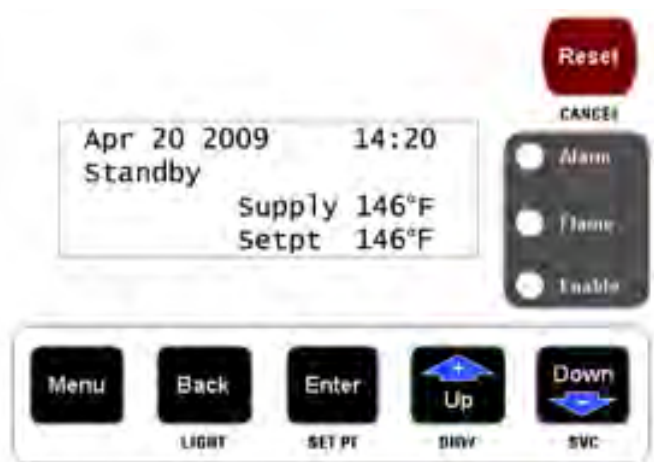 Reset
CANCEL
Apr 20 2009 14:20
Standby
Supply 146°F
Setpt 146°F
Alarm
Flame
Enable
Menu
Back
Enter
+
Up
Down
-
LIGHT
SET PT
SVC